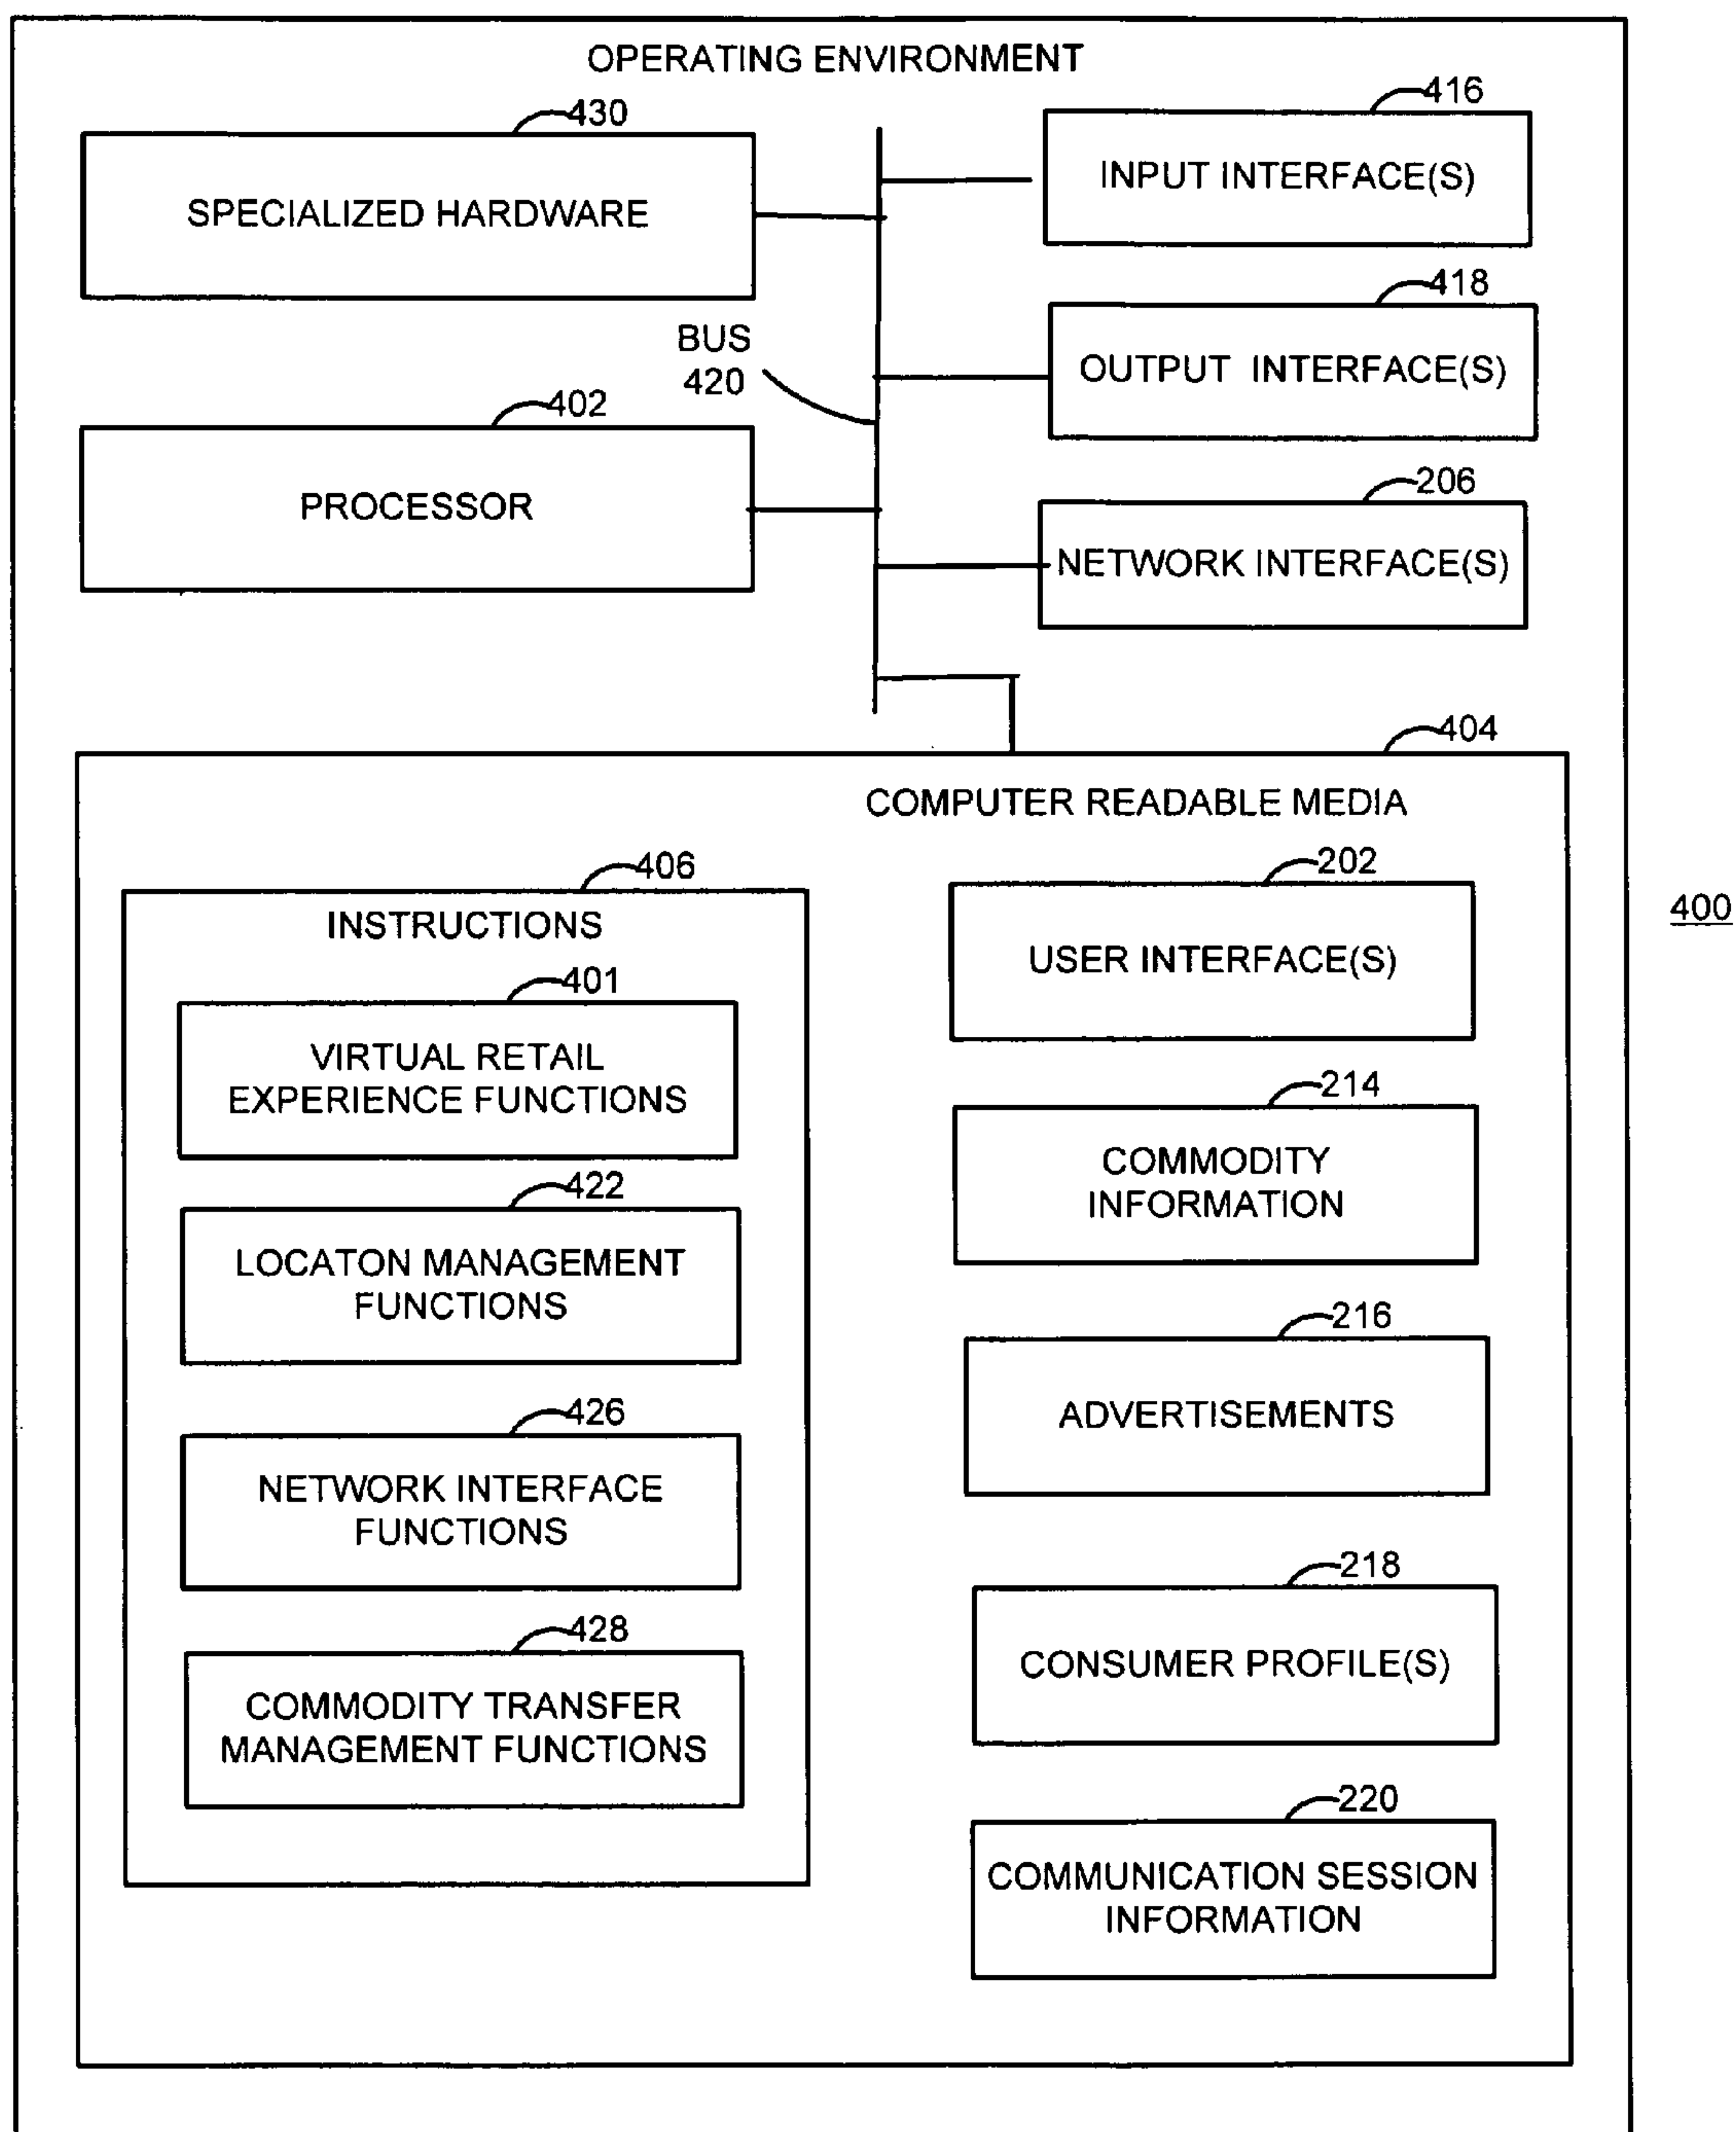 OPERATING ENVIRONMENT
430
SPECIALIZED HARDWARE
416
INPUT INTERFACE(S)
418
OUTPUT INTERFACE(S)
BUS
420
402
PROCESSOR
206
NETWORK INTERFACE(S)
404
COMPUTER READABLE MEDIA
406
INSTRUCTIONS
401
VIRTUAL RETAIL
EXPERIENCE FUNCTIONS
422
LOCATON MANAGEMENT
FUNCTIONS
426
NETWORK INTERFACE
FUNCTIONS
428
COMMODITY TRANSFER
MANAGEMENT FUNCTIONS
202
USER INTERFACE(S)
214
COMMODITY
INFORMATION
216
ADVERTISEMENTS
218
CONSUMER PROFILE(S)
220
COMMUNICATION SESSION
INFORMATION
400